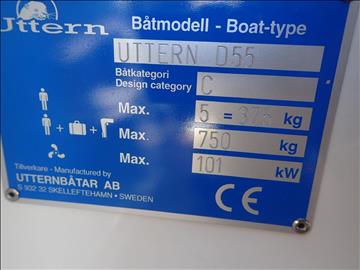 Uttern
Båtmodell - Boat-type
UTTERN D55
Båtkategori
Design category C
Max. 5 = 375 kg
+ + Max. 750 kg
Max. 101 kW
Tillverkare - Manufactured by
UTTERNBÅTAR AB
S 932 32 SKELLEFTEHAMN • SWEDEN
CE